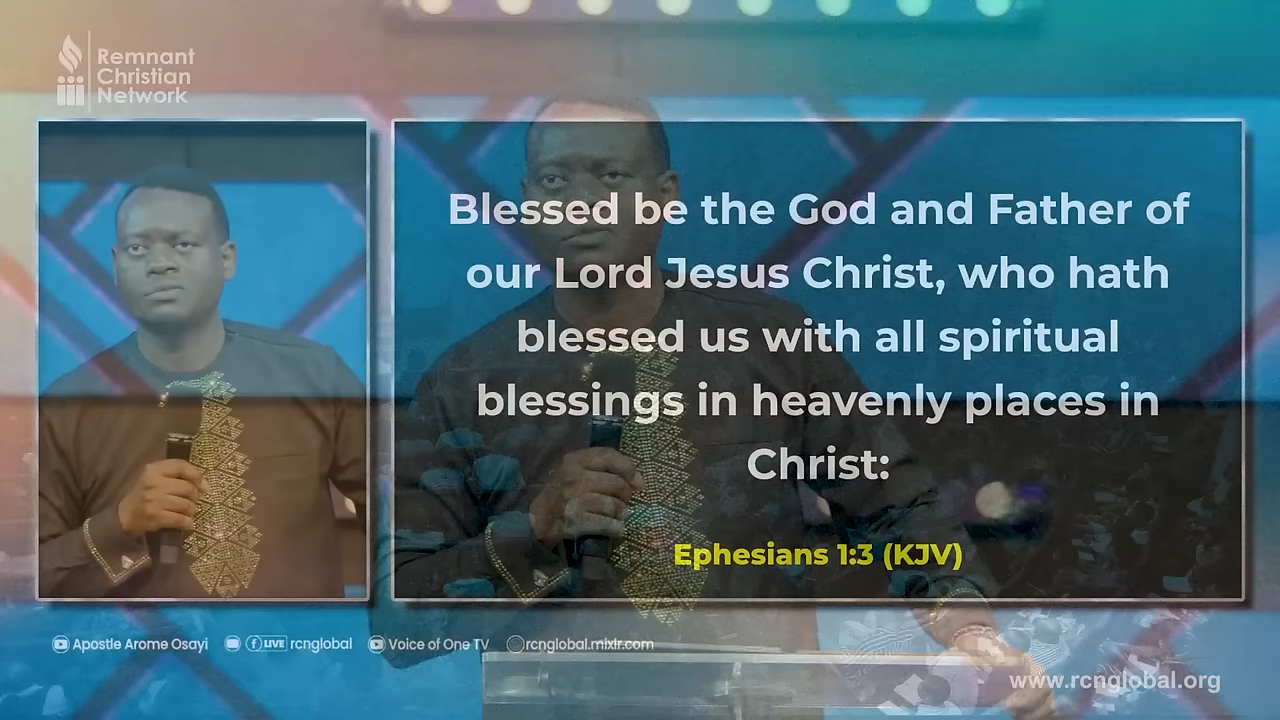 Remnant
Christian
Network
Blessed be the God and Father of
our Lord Jesus Christ, who hath
blessed us with all spiritual
blessings in heavenly places in
Christ:
Ephesians 1:3 (KJV)
Apostle Arome Osayi LIVE rcnglobal Voice of One TV rcnglobal.mixlr.com
www.rcnglobal.org